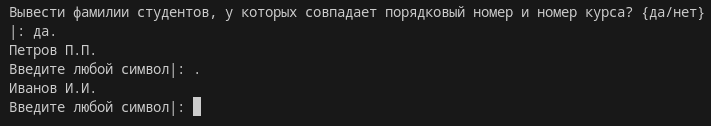 Вывести фамилии студентов, у которых совпадает порядковый номер и номер курса? {да/нет}
|: да.
Петров П.П.
Введите любой символ|: .
Иванов И.И.
Введите любой символ|: